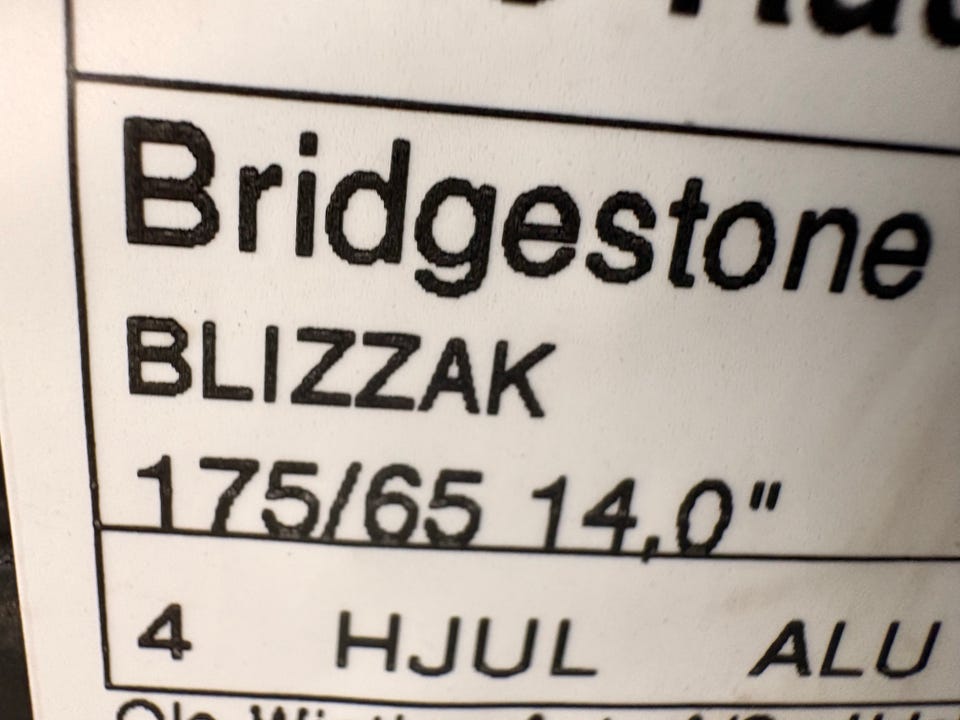 Bridgestone
BLIZZAK
175/65 14,0"
4 HJUL ALU